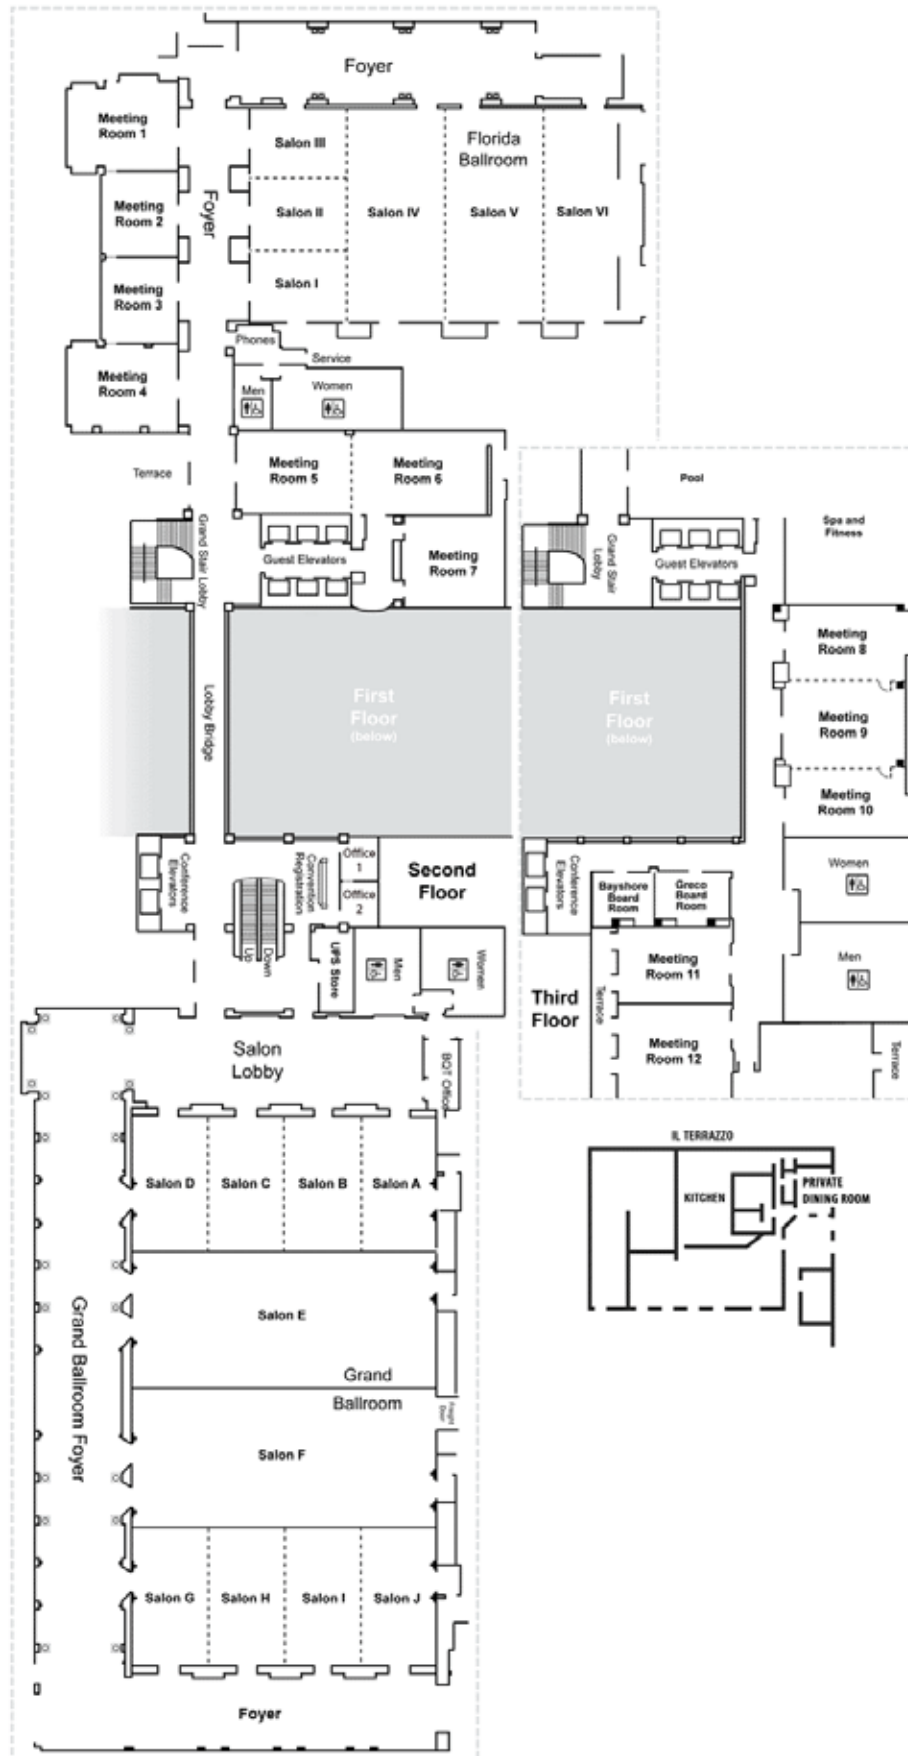 Foyer
Meeting
Room 1
Salon III
Florida
Ballroom
Foyer
Meeting
Room 2
Salon II
Salon IV
Salon V
Salon VI
Meeting
Room 3
Salon I
Phones
Service
Meeting
Room 4
Men
Women
Terrace
Meeting
Room 5
Meeting
Room 6
Grand Stair Lobby
Guest Elevators
Meeting
Room 7
Pool
Spa and
Fitness
Grand Stair
Lobby
Guest Elevators
Meeting
Room 8
Lobby Bridge
First
Floor
(below)
First
Floor
(below)
Meeting
Room 9
Meeting
Room 10
Conference
Elevators
Convention
Registration
Office
1
Office
2
Second
Floor
Up
Down
UPS Store
Men
Women
Conference
Elevators
Bayshore
Board
Room
Greco
Board
Room
Women
Men
Meeting
Room 11
Third
Floor
Terrace
Meeting
Room 12
Terrace
Salon
Lobby
BQT Office
Salon D
Salon C
Salon B
Salon A
IL TERRAZZO
KITCHEN
PRIVATE
DINING ROOM
Grand Ballroom Foyer
Salon E
Grand
Ballroom
Freight
Door
Salon F
Salon G
Salon H
Salon I
Salon J
Foyer